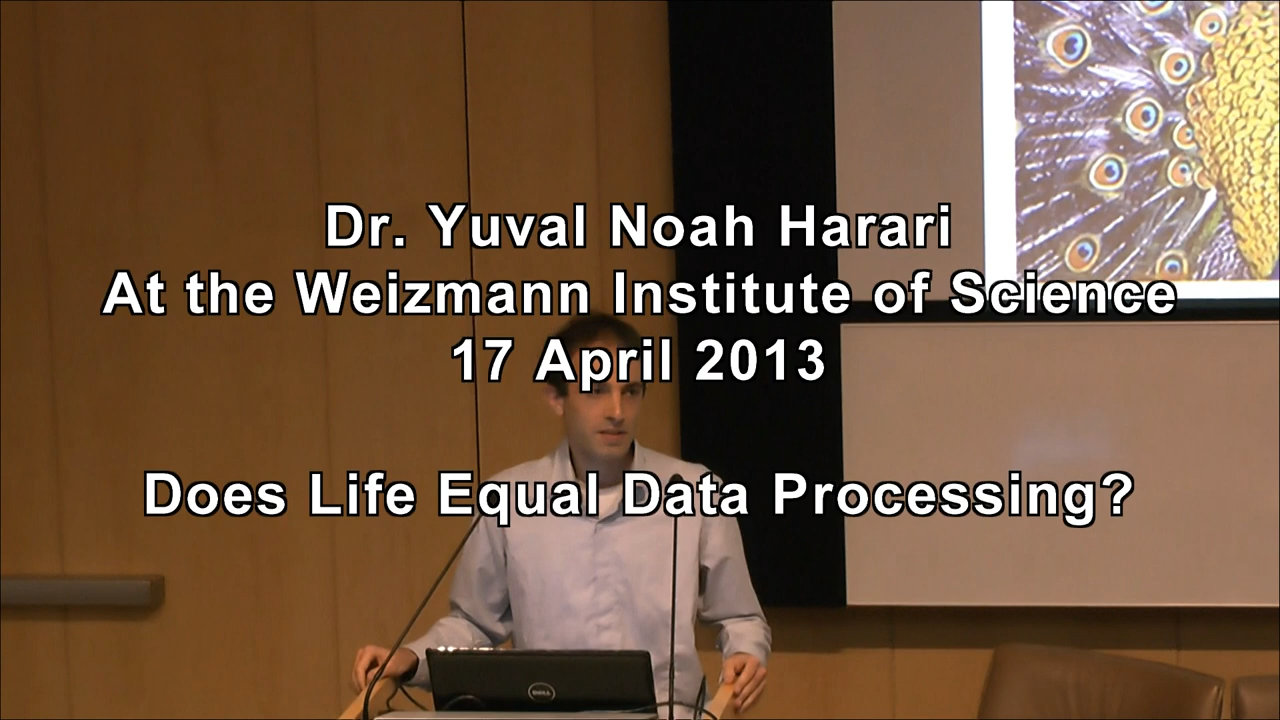 Dr. Yuval Noah Harari
At the Weizmann Institute of Science
17 April 2013
Does Life Equal Data Processing?
DELL